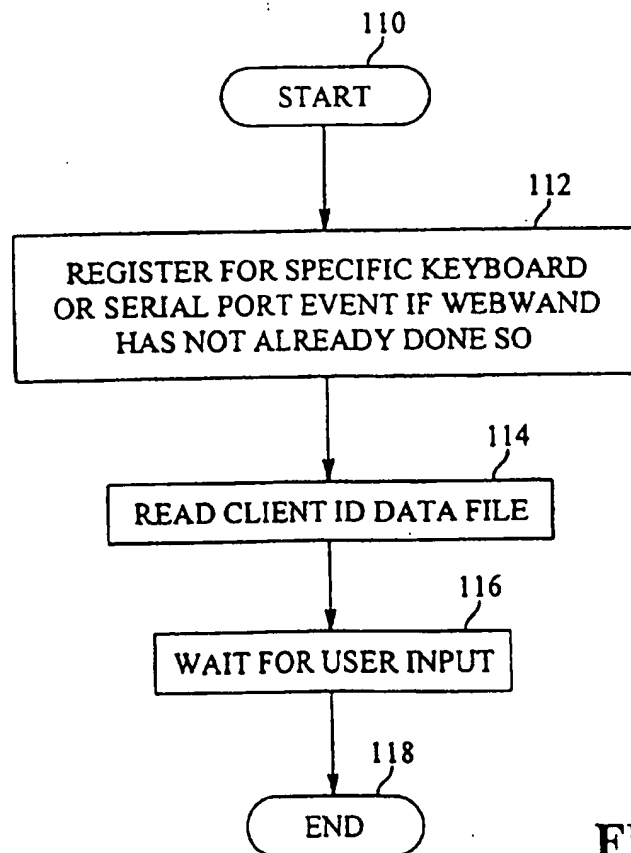 110
START
112
REGISTER FOR SPECIFIC KEYBOARD
OR SERIAL PORT EVENT IF WEBWAND
HAS NOT ALREADY DONE SO
114
READ CLIENT ID DATA FILE
116
WAIT FOR USER INPUT
118
END